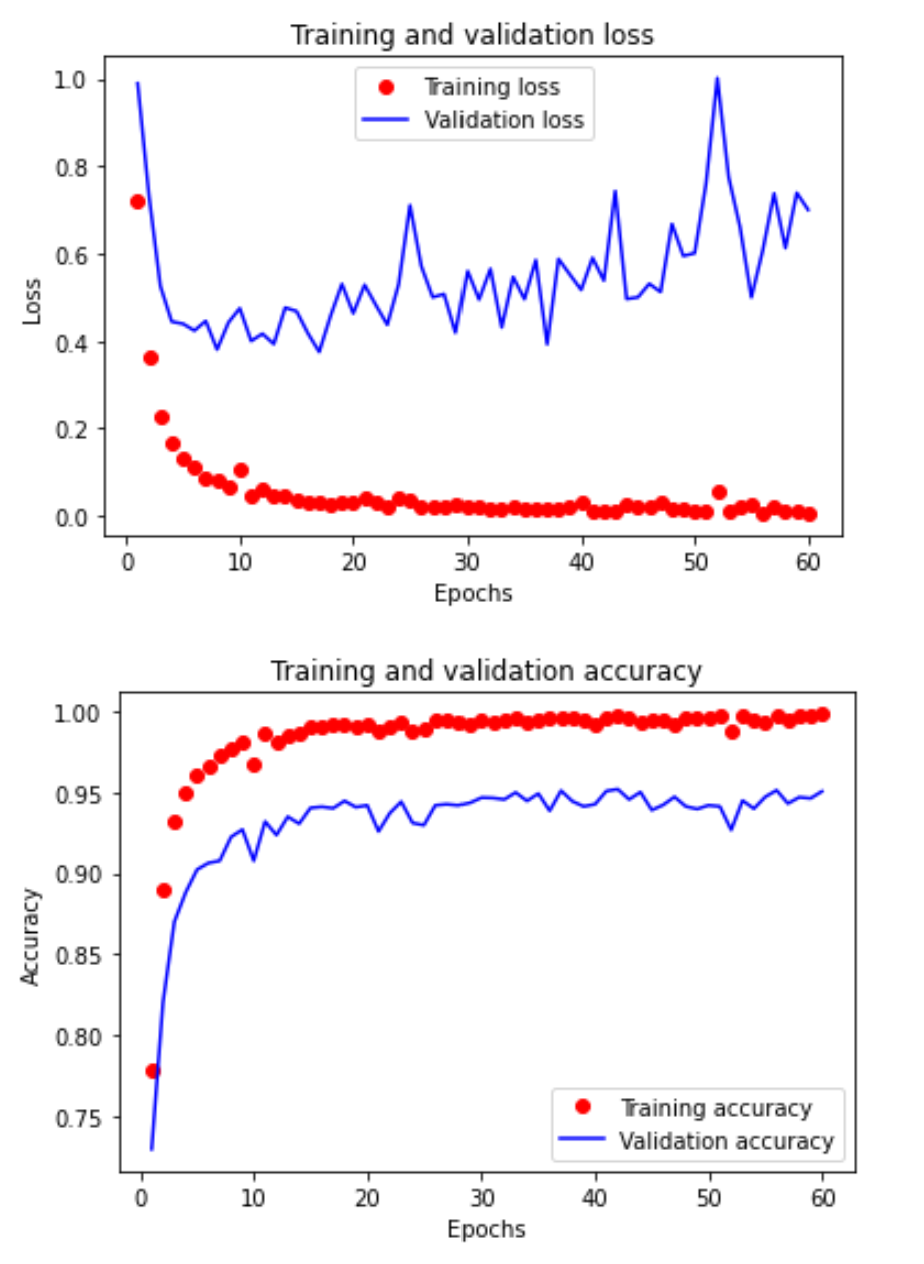 Training and validation loss
1.0
Training loss
Validation loss
0.8
0.6
Loss
0.4
0.2
0.0
0 10 20 30 40 50 60
Epochs
Training and validation accuracy
1.00
0.95
0.90
Accuracy
0.85
0.80
0.75
Training accuracy
Validation accuracy
0 10 20 30 40 50 60
Epochs